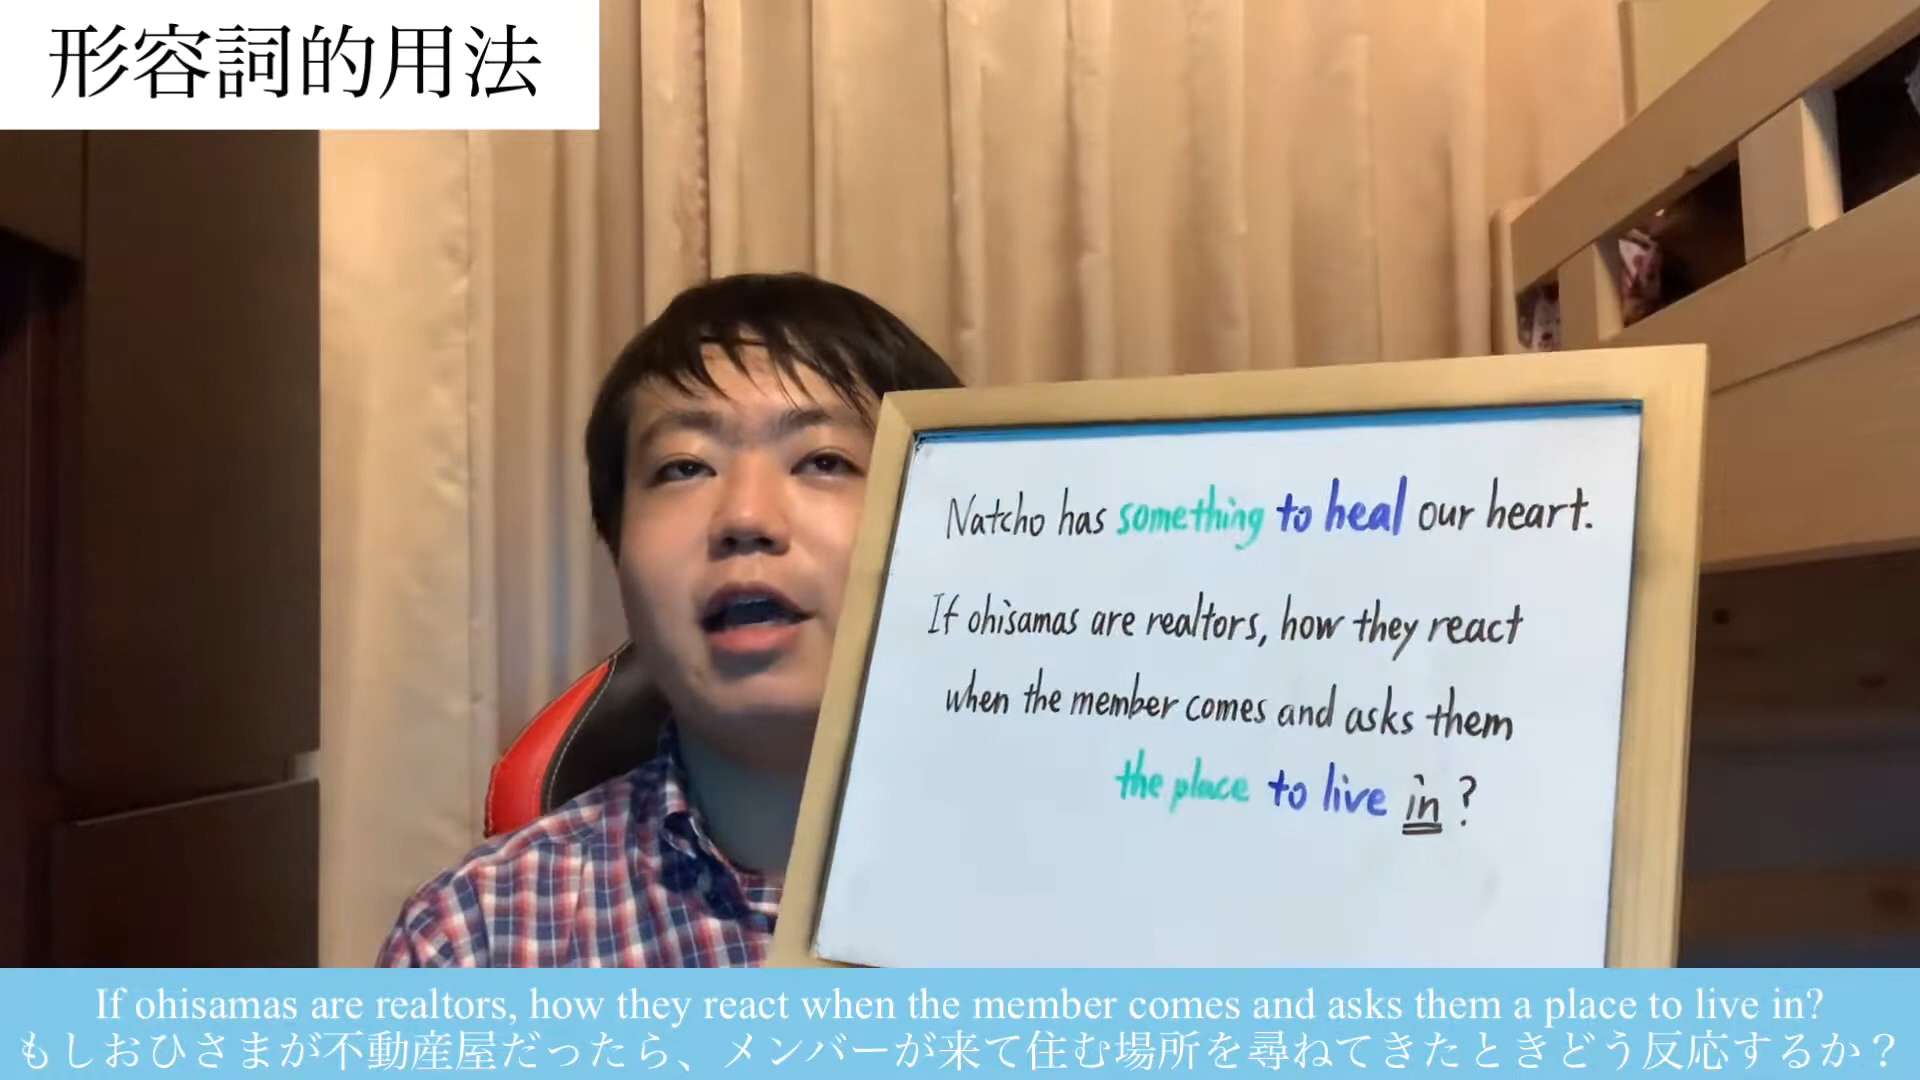 形容詞的用法
Natcho has something to heal our heart.
If ohisamas are realtors, how they react
when the member comes and asks them
the place to live in?
If ohisamas are realtors, how they react when the member comes and asks them a place to live in?
もしおひさまが不動産屋だったら、メンバーが来て住む場所を尋ねてきたときどう反応するか？